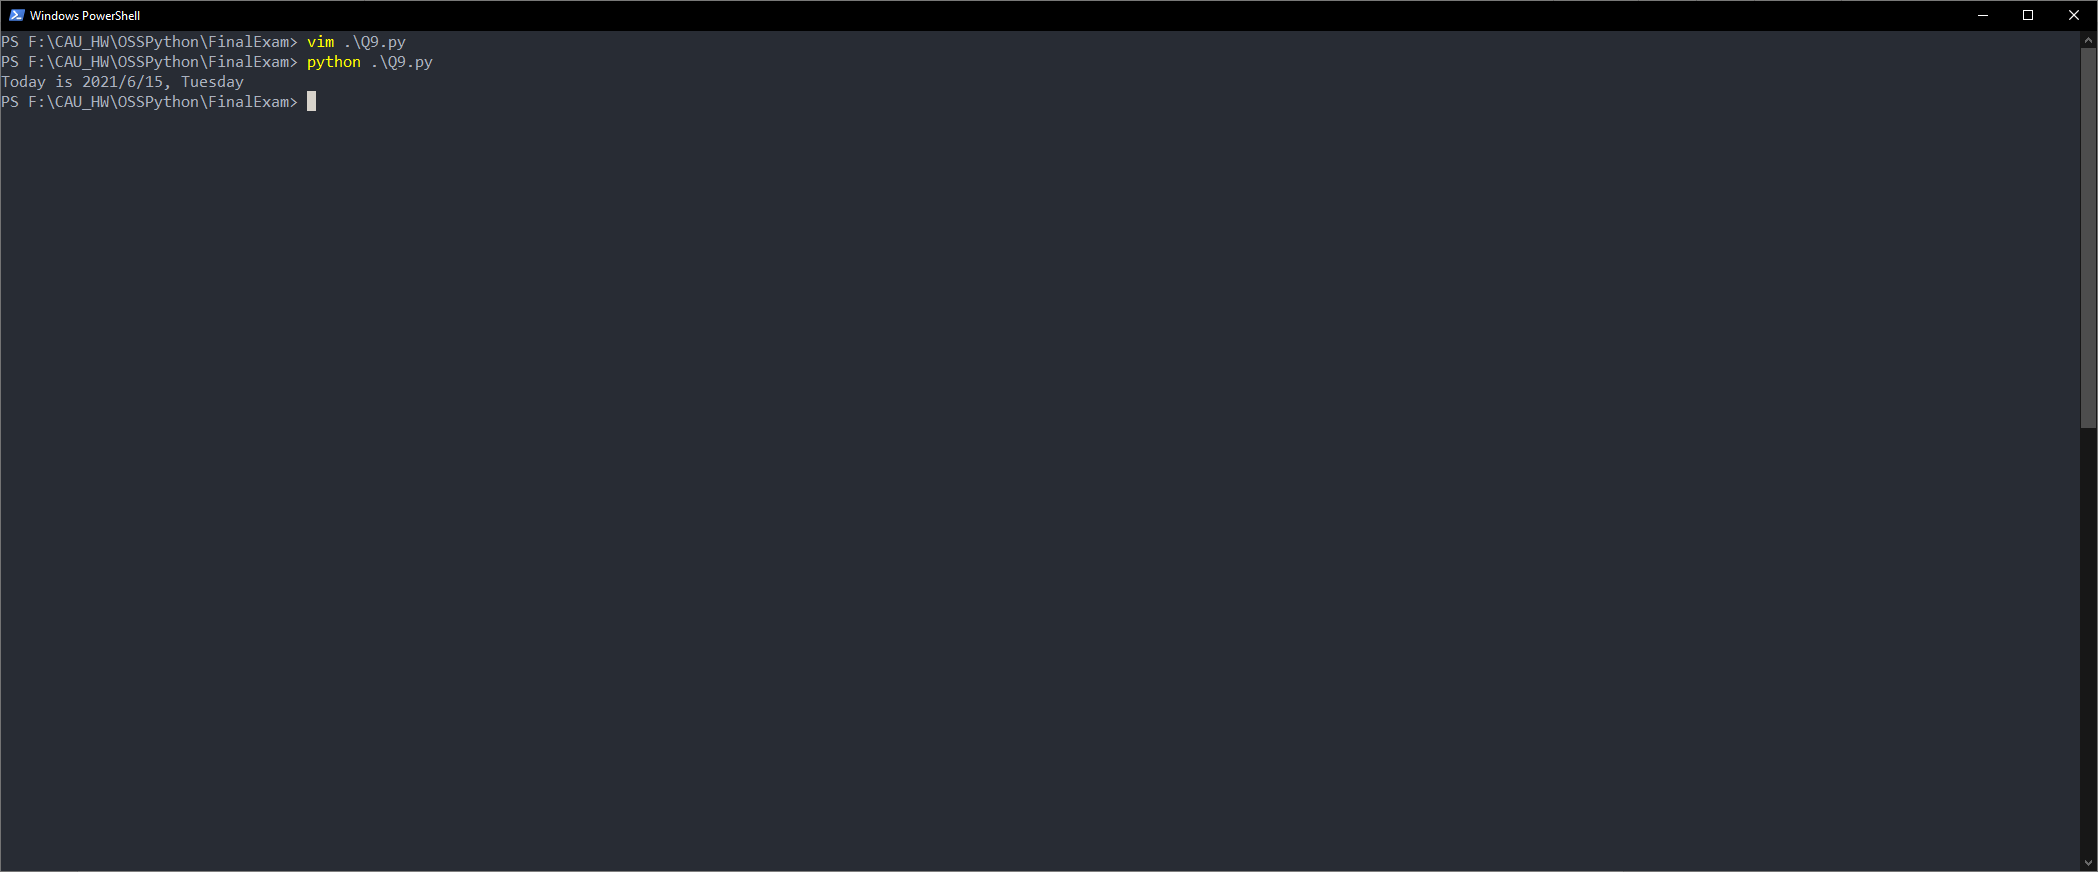 Windows PowerShell
PS F:\CAU_HW\OSSPython\FinalExam> vim .\Q9.py
PS F:\CAU_HW\OSSPython\FinalExam> python .\Q9.py
Today is 2021/6/15, Tuesday
PS F:\CAU_HW\OSSPython\FinalExam>